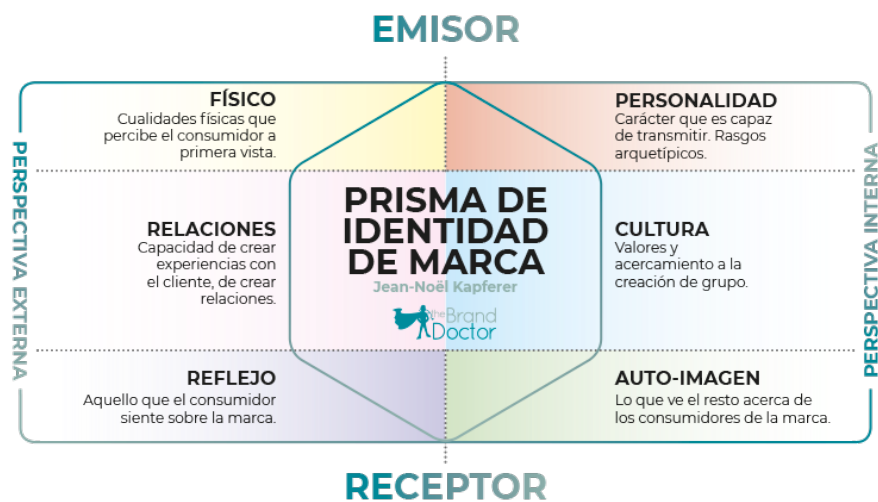 EMISOR
FÍSICO
Cualidades físicas que
percibe el consumidor a
primera vista.
PERSONALIDAD
Carácter que es capaz
de transmitir. Rasgos
arquetípicos.
PERSPECTIVA EXTERNA
RELACIONES
Capacidad de crear
experiencias con
el cliente, de crear
relaciones.
PRISMA DE
IDENTIDAD
DE MARCA
Jean-Noël Kapferer
the Brand
Doctor
CULTURA
Valores y
acercamiento a la
creación de grupo.
PERSPECTIVA INTERNA
REFLEJO
Aquello que el consumidor
siente sobre la marca.
AUTO-IMAGEN
Lo que ve el resto acerca de
los consumidores de la marca.
RECEPTOR